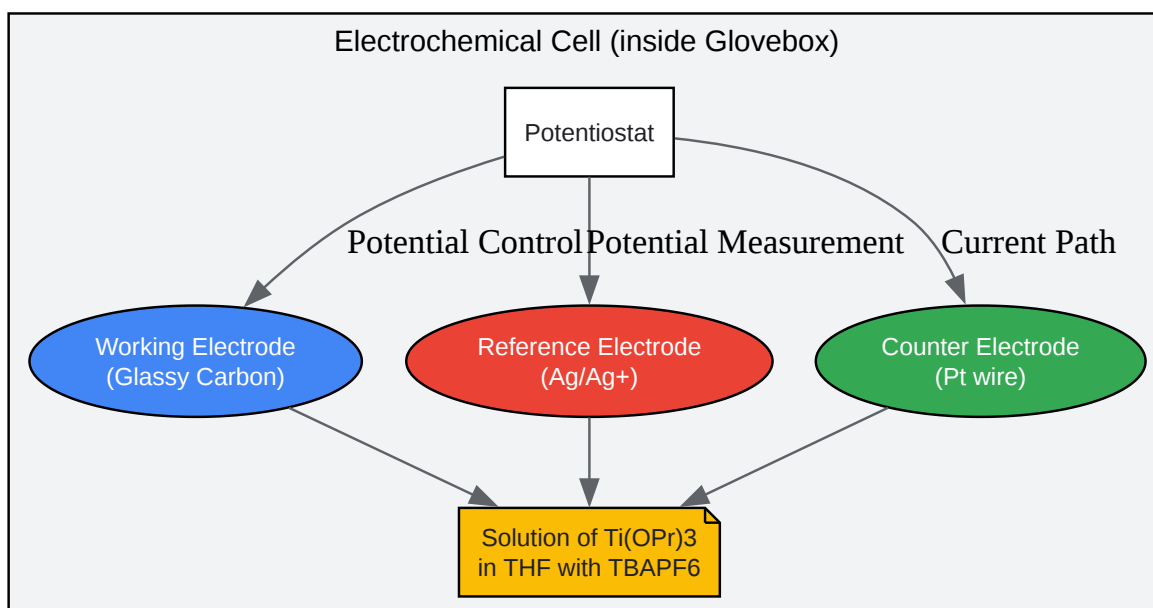 Electrochemical Cell (inside Glovebox)
Potentiostat
Potential Control
Potential Measurement
Current Path
Working Electrode
(Glassy Carbon)
Reference Electrode
(Ag/Ag+)
Counter Electrode
(Pt wire)
Solution of Ti(OPr)3
in THF with TBAPF6